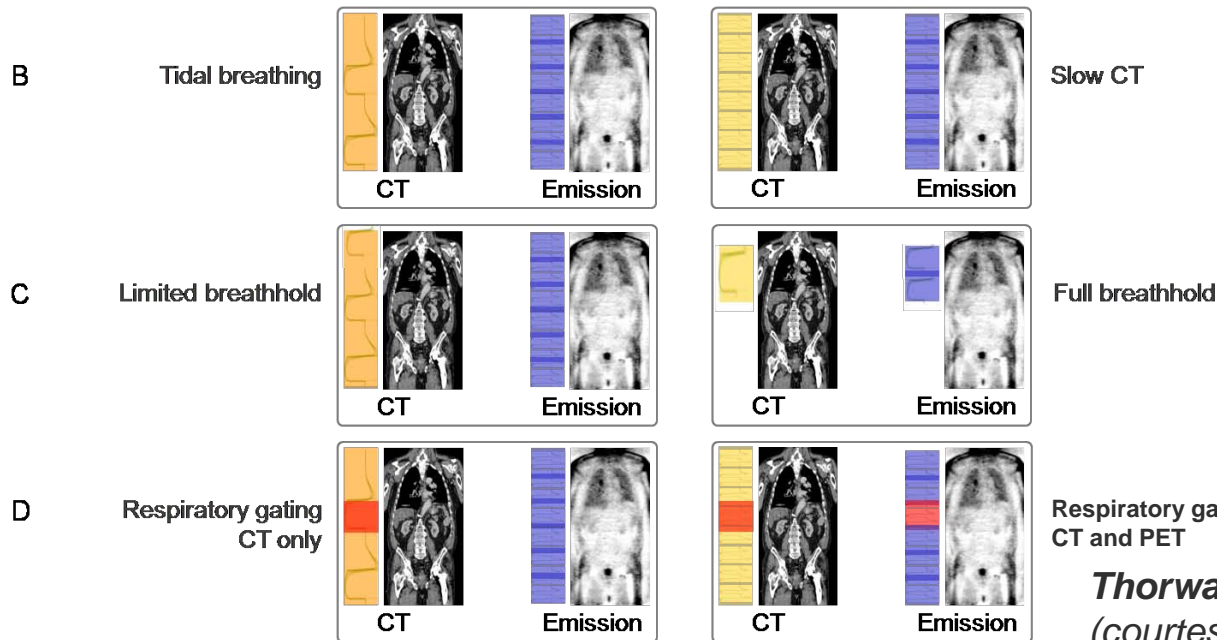 B
Tidal breathing
CT
Emission
CT
Emission
Slow CT
C
Limited breathhold
CT
Emission
CT
Emission
Full breathhold
D
Respiratory gating
CT only
CT
Emission
CT
Emission
Respiratory
CT and PET